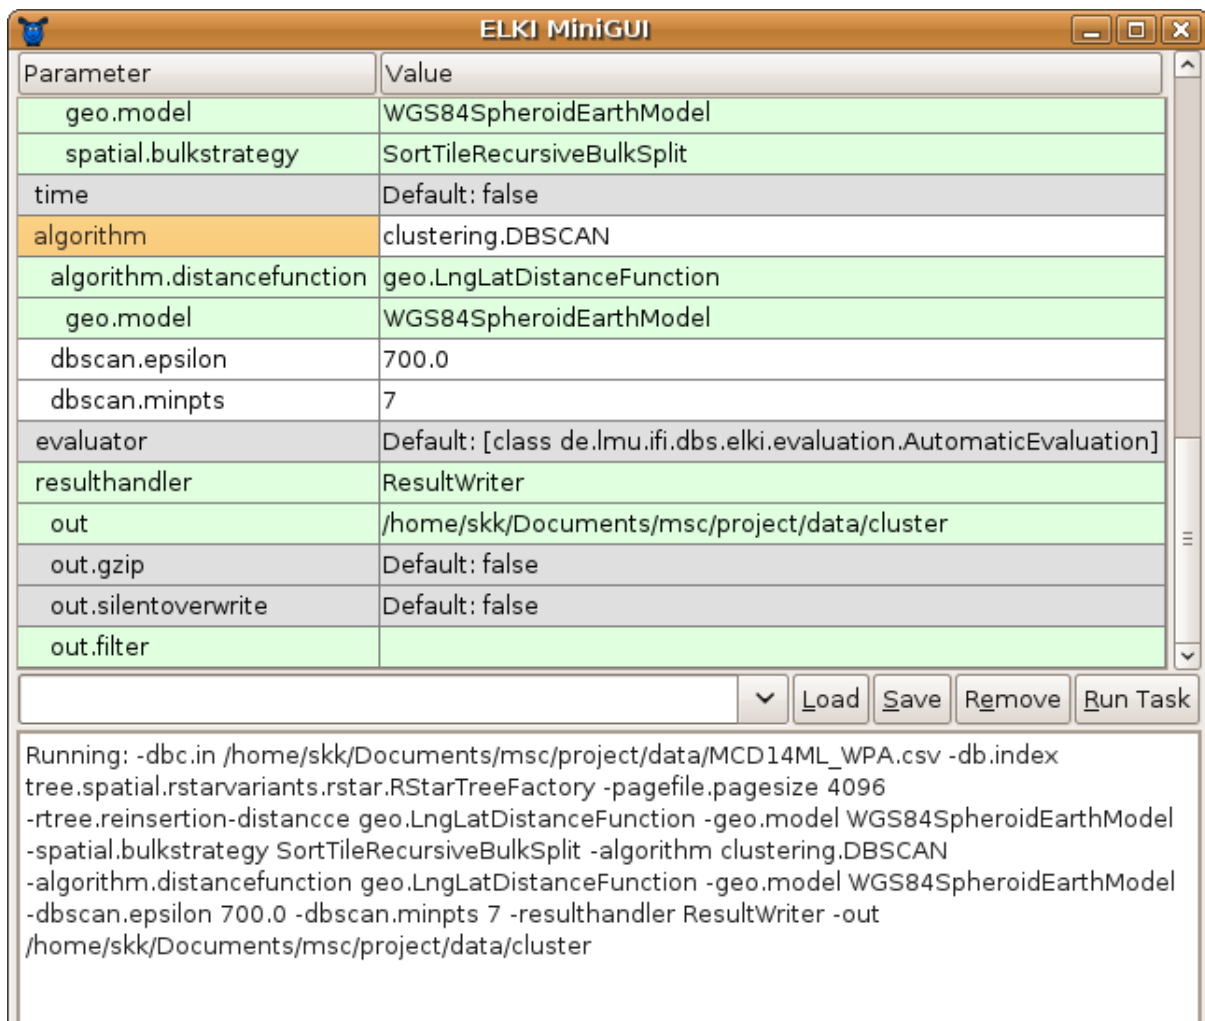 ELKI MiniGUI
Parameter Value
geo.model WGS84SpheroidEarthModel
spatial.bulkstrategy SortTileRecursiveBulkSplit
time Default: false
algorithm clustering.DBSCAN
algorithm.distancefunction geo.LngLatDistanceFunction
geo.model WGS84SpheroidEarthModel
dbscan.epsilon 700.0
dbscan.minpts 7
evaluator Default: [class de.lmu.ifi.dbs.elki.evaluation.AutomaticEvaluation]
resulthandler ResultWriter
out /home/skk/Documents/msc/project/data/cluster
out.gzip Default: false
out.silentoverwrite Default: false
out.filter
Load Save Remove Run Task
Running: -dbc.in /home/skk/Documents/msc/project/data/MCD14ML_WPA.csv -db.index
tree.spatial.rstarvariants.rstar.RStarTreeFactory -pagefile.pagesize 4096
-rtree.reinsertion-distancce geo.LngLatDistanceFunction -geo.model WGS84SpheroidEarthModel
-spatial.bulkstrategy SortTileRecursiveBulkSplit -algorithm clustering.DBSCAN
-algorithm.distancefunction geo.LngLatDistanceFunction -geo.model WGS84SpheroidEarthModel
-dbscan.epsilon 700.0 -dbscan.minpts 7 -resulthandler ResultWriter -out
/home/skk/Documents/msc/project/data/cluster